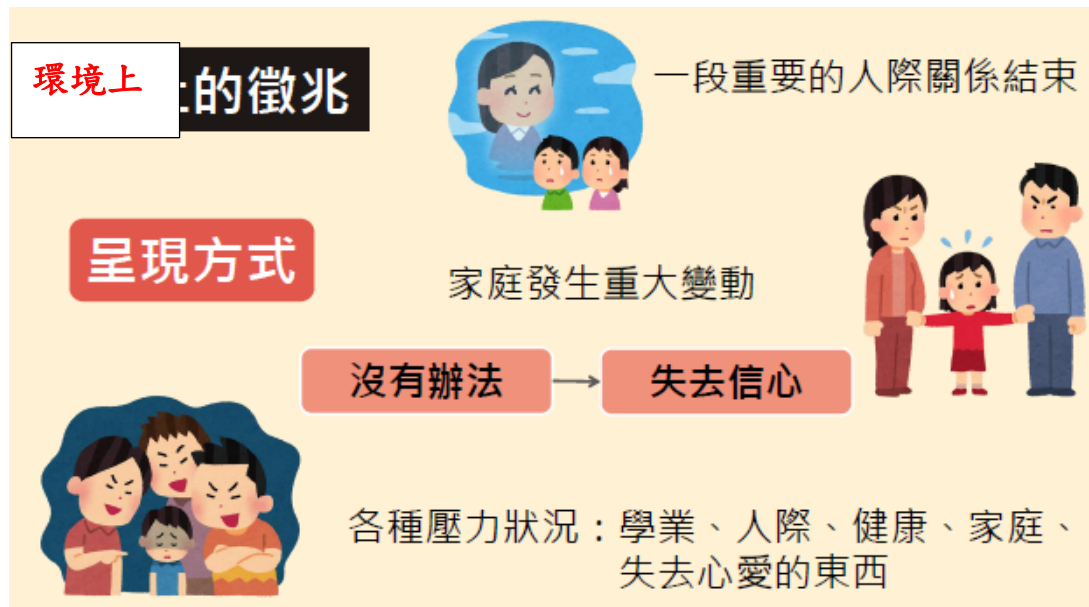 環境上
上的徵兆
一段重要的人際關係結束
呈現方式
家庭發生重大變動
沒有辦法 → 失去信心
各種壓力狀況：學業、人際、健康、家庭、
失去心愛的東西